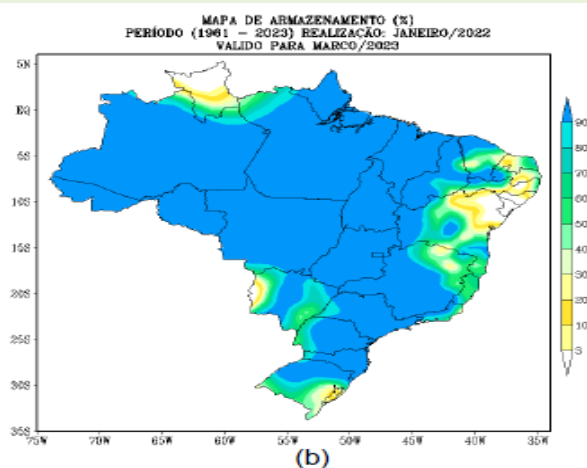 MAPA DE ARMAZENAMENTO (%)
PERÍODO (1961 – 2023) REALIZAÇÃO: JANEIRO/2022
VALIDO PARA MARCO/2023
5N
EQ
5S
10S
15S
20S
25S
30S
35S
75W 70W 65W 60W 55W 50W 45W 40W 35W
90
80
70
60
50
40
30
20
10
5
(b)